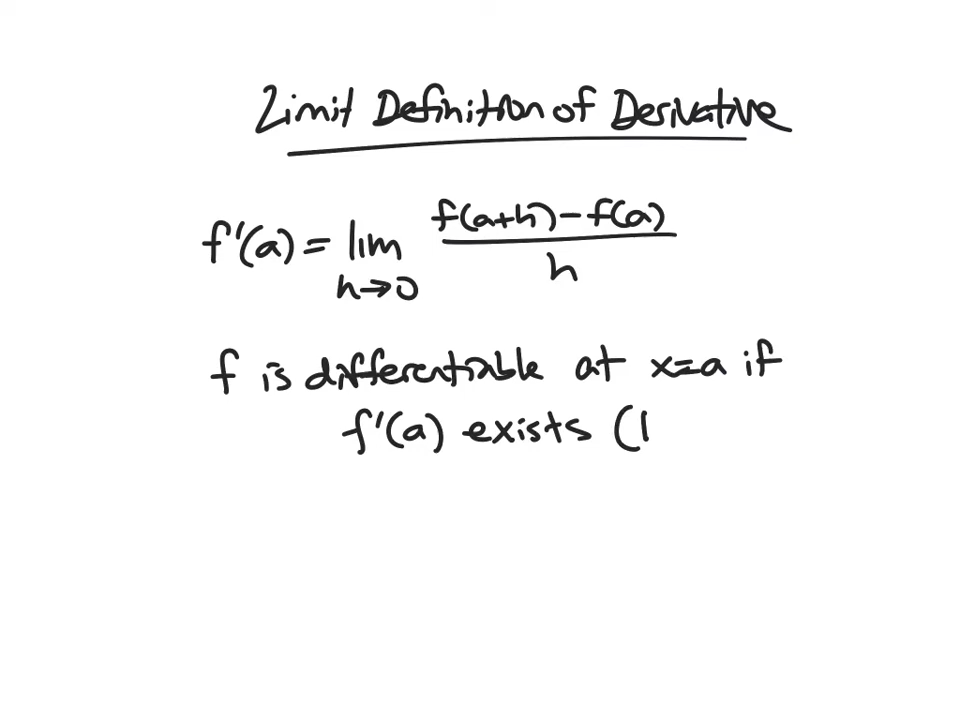 Limit Definition of Derivative
f'(a) = lim h→0 f(a+h) - f(a) / h
f is differentiable at x=a if
f'(a) exists (l